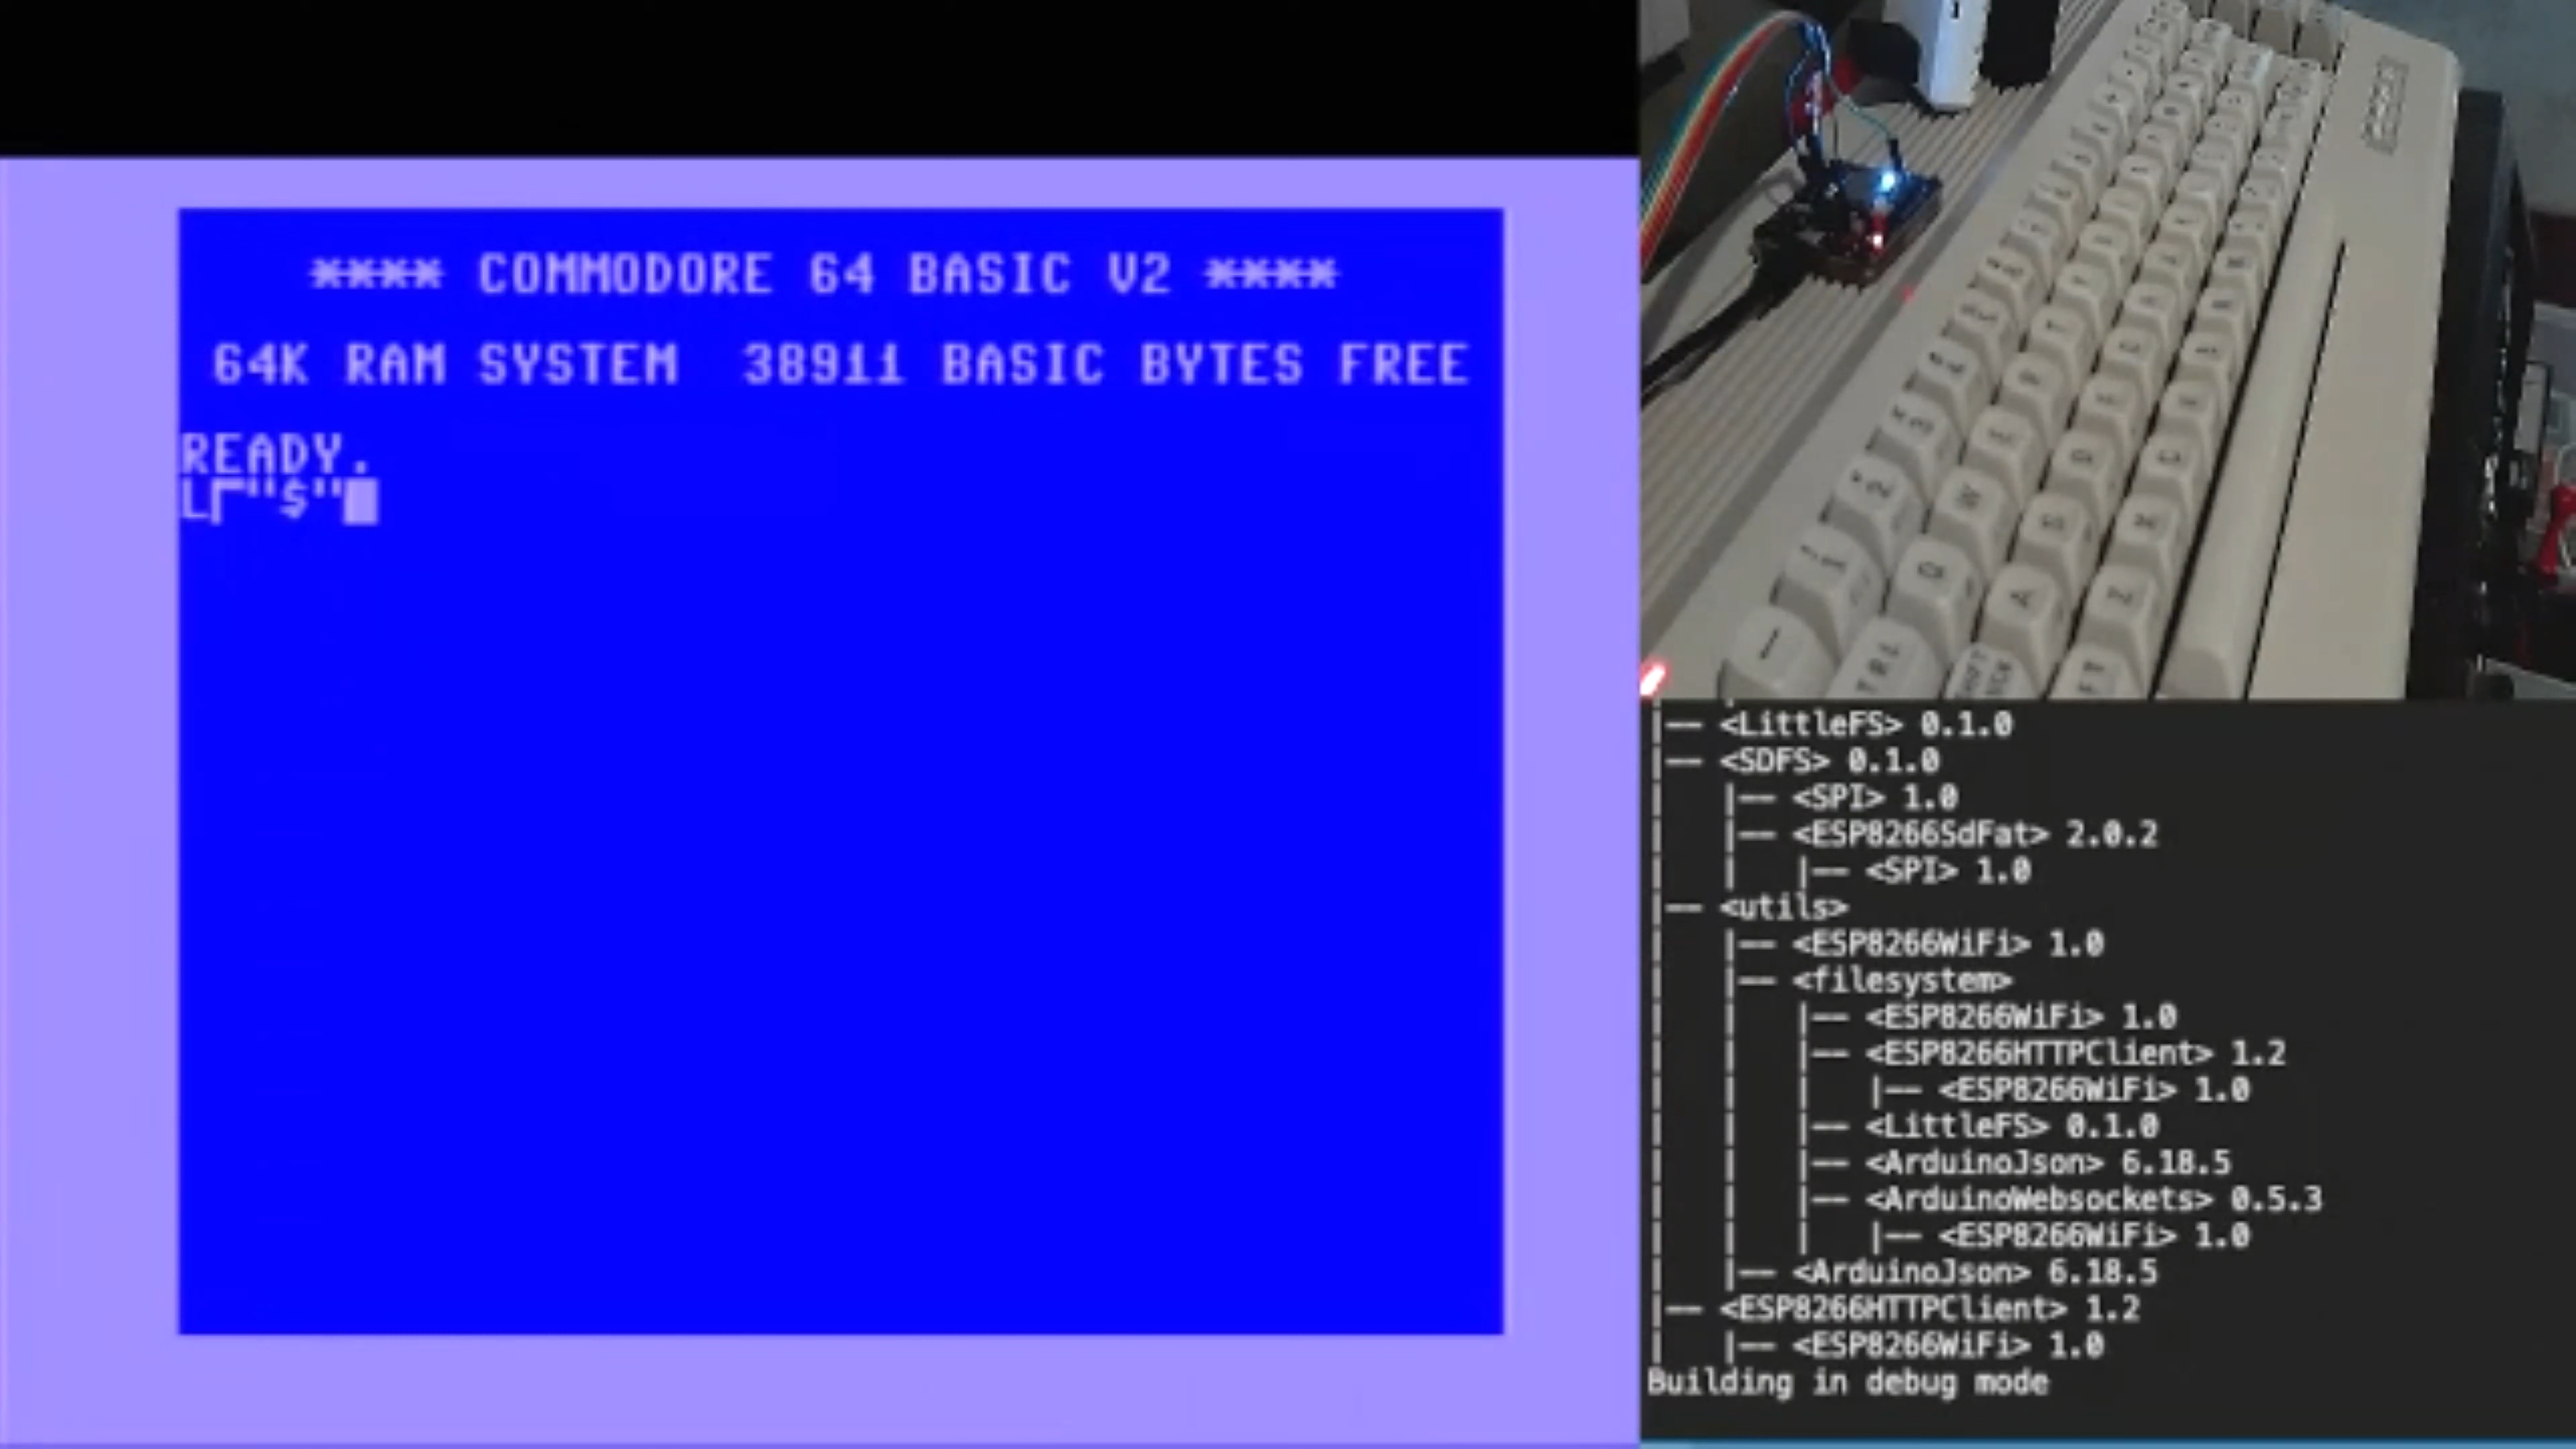 **** COMMODORE 64 BASIC V2 ****
64K RAM SYSTEM  38911 BASIC BYTES FREE
READY.
L┌"$"
|-- <LittleFS> 0.1.0
|-- <SDFS> 0.1.0
|   |-- <SPI> 1.0
|   |-- <ESP8266SdFat> 2.0.2
|   |   |-- <SPI> 1.0
|-- <utils>
|   |-- <ESP8266WiFi> 1.0
|   |-- <filesystem>
|   |   |-- <ESP8266WiFi> 1.0
|   |   |-- <ESP8266HTTPClient> 1.2
|   |   |   |-- <ESP8266WiFi> 1.0
|   |   |-- <LittleFS> 0.1.0
|   |   |-- <ArduinoJson> 6.18.5
|   |   |-- <ArduinoWebsockets> 0.5.3
|   |   |   |-- <ESP8266WiFi> 1.0
|   |-- <ArduinoJson> 6.18.5
|-- <ESP8266HTTPClient> 1.2
|   |-- <ESP8266WiFi> 1.0
Building in debug mode
1 2
Q W
A S D
Z X C